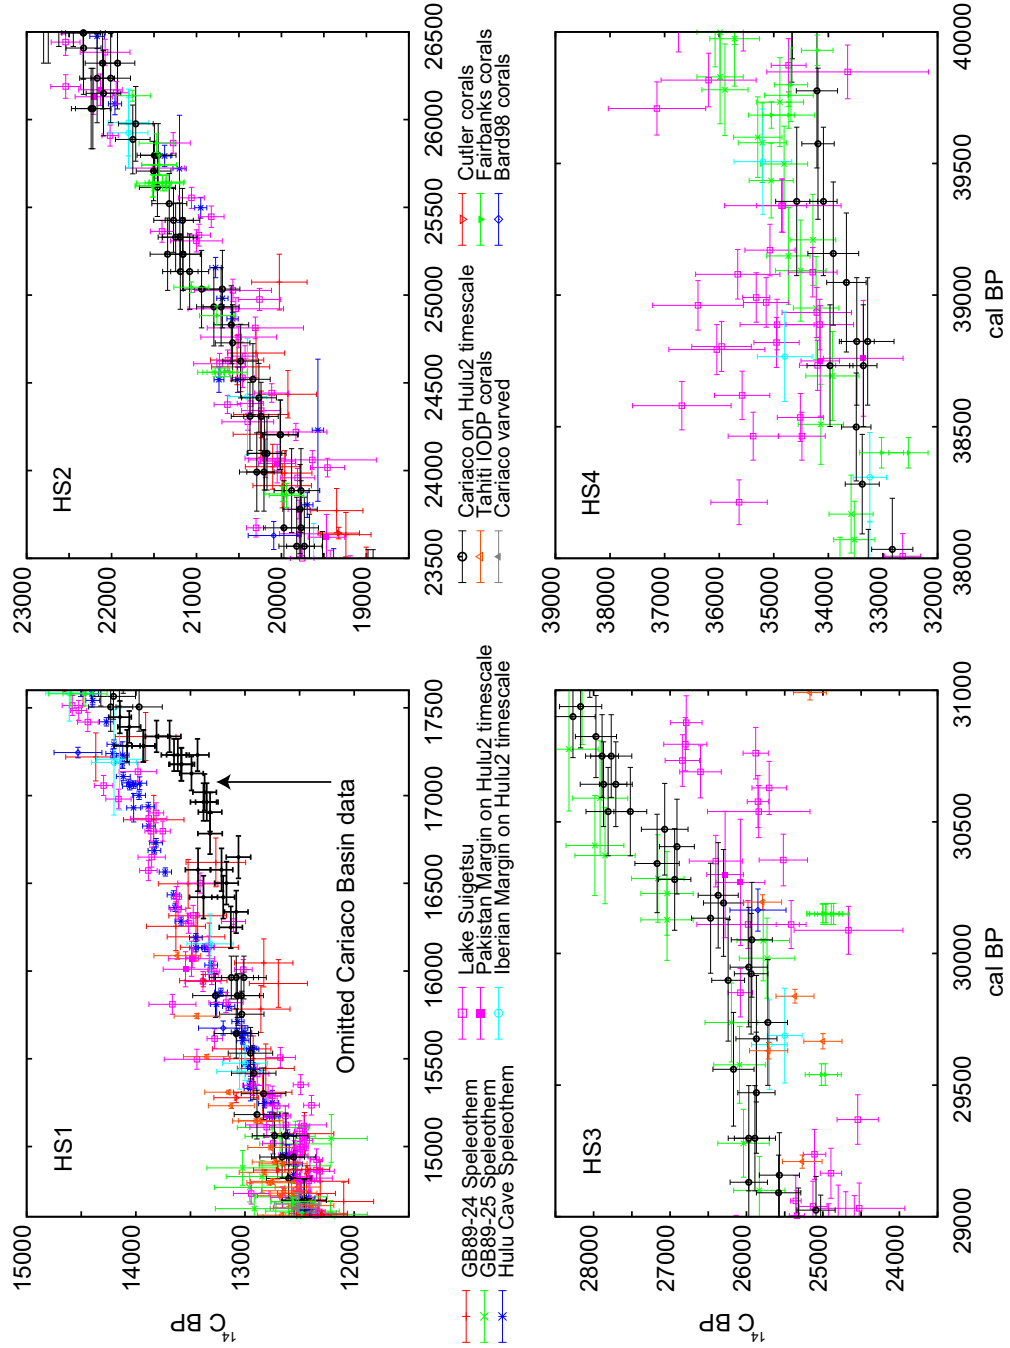 HS1
15000
14000
13000
12000
¹⁴C BP
15000
15500
16000
16500
17000
17500
Omitted Cariaco Basin data
HS2
23000
22000
21000
20000
19000
23500
24000
24500
25000
25500
26000
26500
GB89-24 Speleothem
GB89-25 Speleothem
Hulu Cave Speleothem
Lake Suigetsu
Pakistan Margin on Hulu2 timescale
Iberian Margin on Hulu2 timescale
Cariaco on Hulu2 timescale
Tahiti IODP corals
Cariaco varved
Cutler corals
Fairbanks corals
Bard98 corals
HS3
28000
27000
26000
25000
24000
¹⁴C BP
29000
29500
30000
30500
31000
cal BP
HS4
39000
38000
37000
36000
35000
34000
33000
32000
38000
38500
39000
39500
40000
cal BP